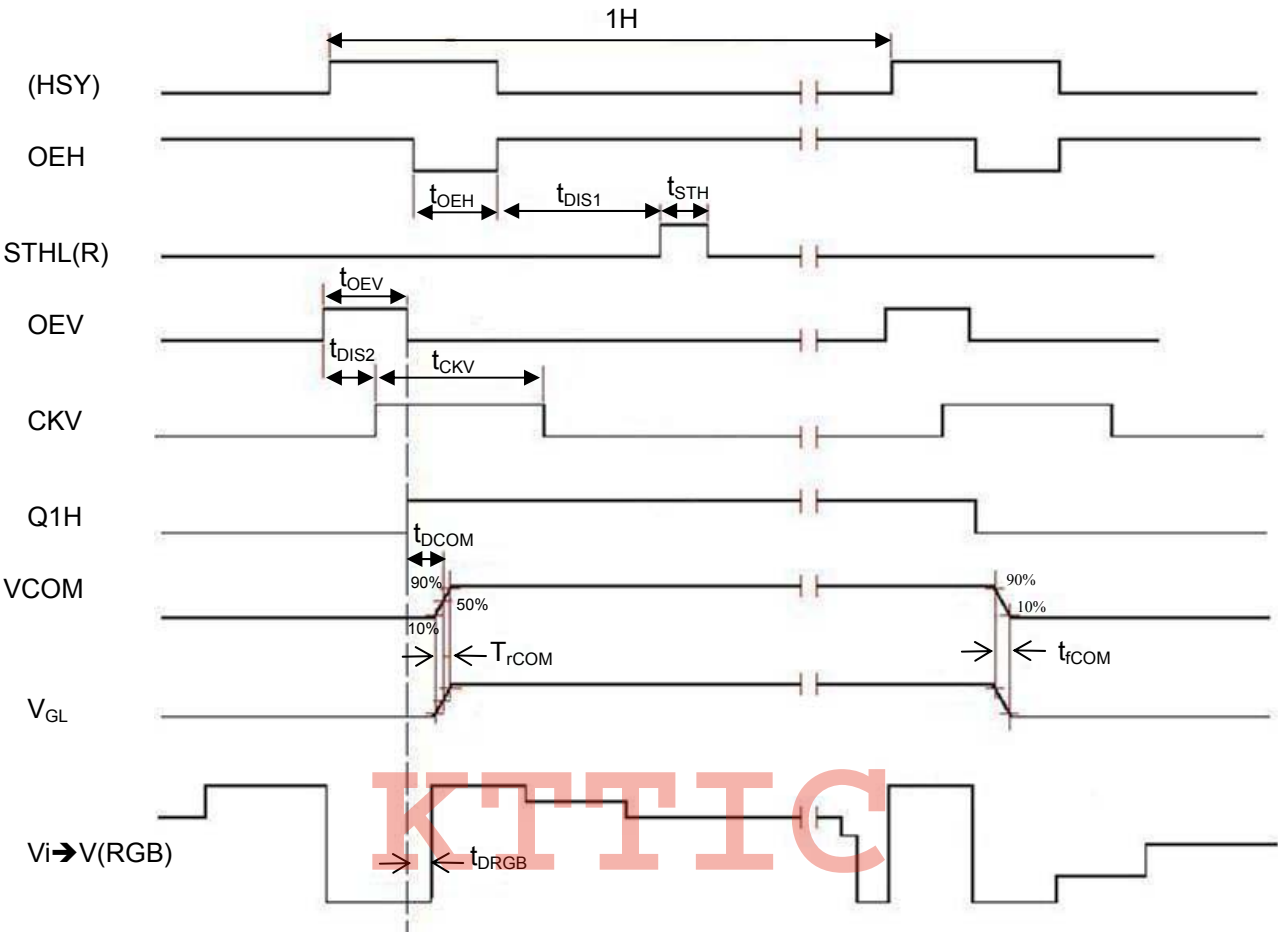 1H
(HSY)
OEH
tOEH
tDIS1
tSTH
STHL(R)
tOEV
OEV
tDIS2
tCKV
CKV
Q1H
tDCOM
VCOM
90%
50%
10%
90%
10%
TrCOM
tfCOM
VGL
KTTIC
Vi➔V(RGB)
tDRGB